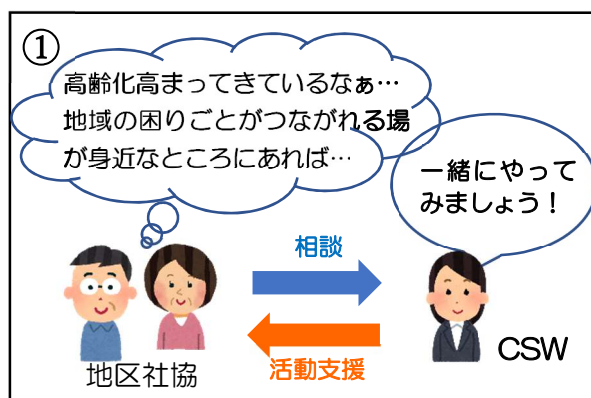 ①
高齢化高まってきているなぁ…
地域の困りごとがつながれる場
が身近なところにあれば…
一緒にやって
みましょう！
相談
活動支援
地区社協
CSW